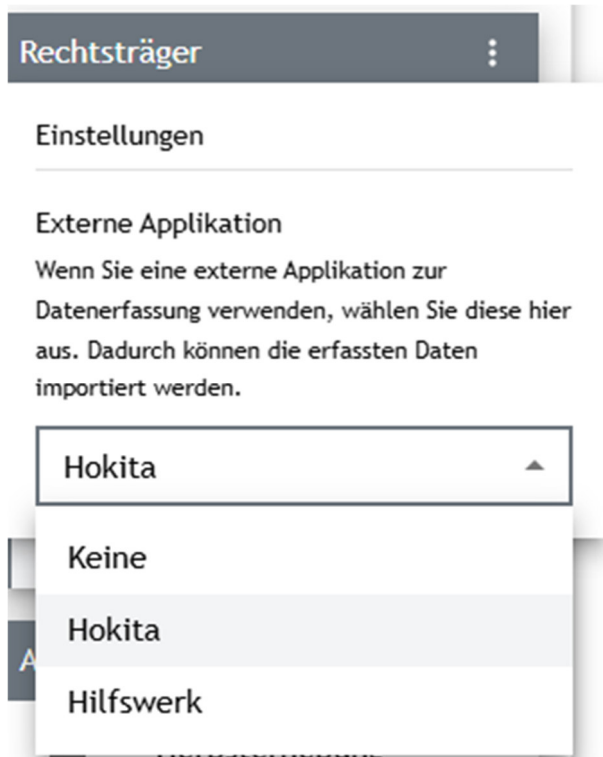 Rechtsträger
Einstellungen
Externe Applikation
Wenn Sie eine externe Applikation zur
Datenerfassung verwenden, wählen Sie diese hier
aus. Dadurch können die erfassten Daten
importiert werden.
Hokita
Keine
Hokita
A
Hilfswerk